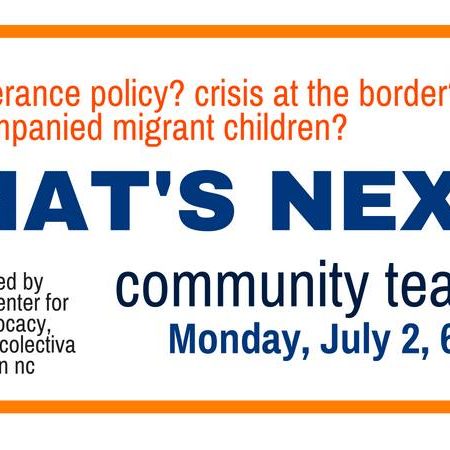 erance policy? crisis at the border?
mpanied migrant children?
HAT'S NEX
community tea
Monday, July 2, 6
ed by
enter for
ocacy,
colectiva
n nc